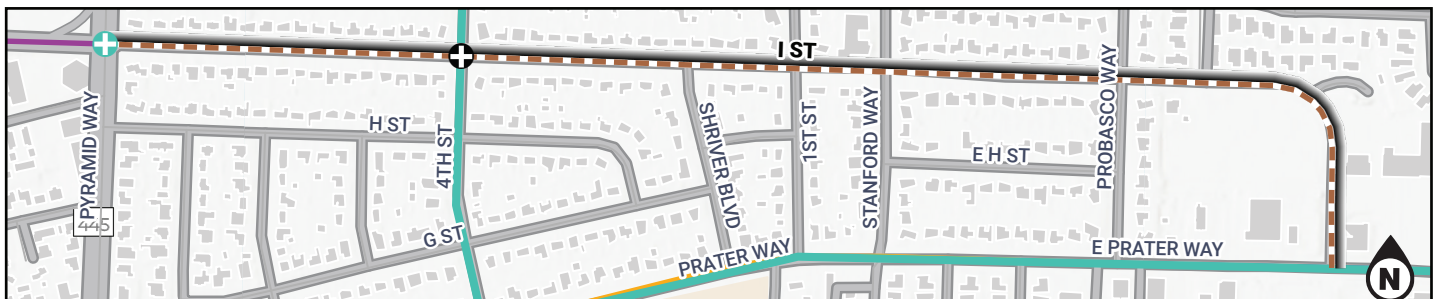 I ST
PYRAMID WAY
H ST
4TH ST
SHRIVER BLVD
1ST ST
STANFORD WAY
PROBASCO WAY
E H ST
445
G ST
PRATER WAY
E PRATER WAY
N